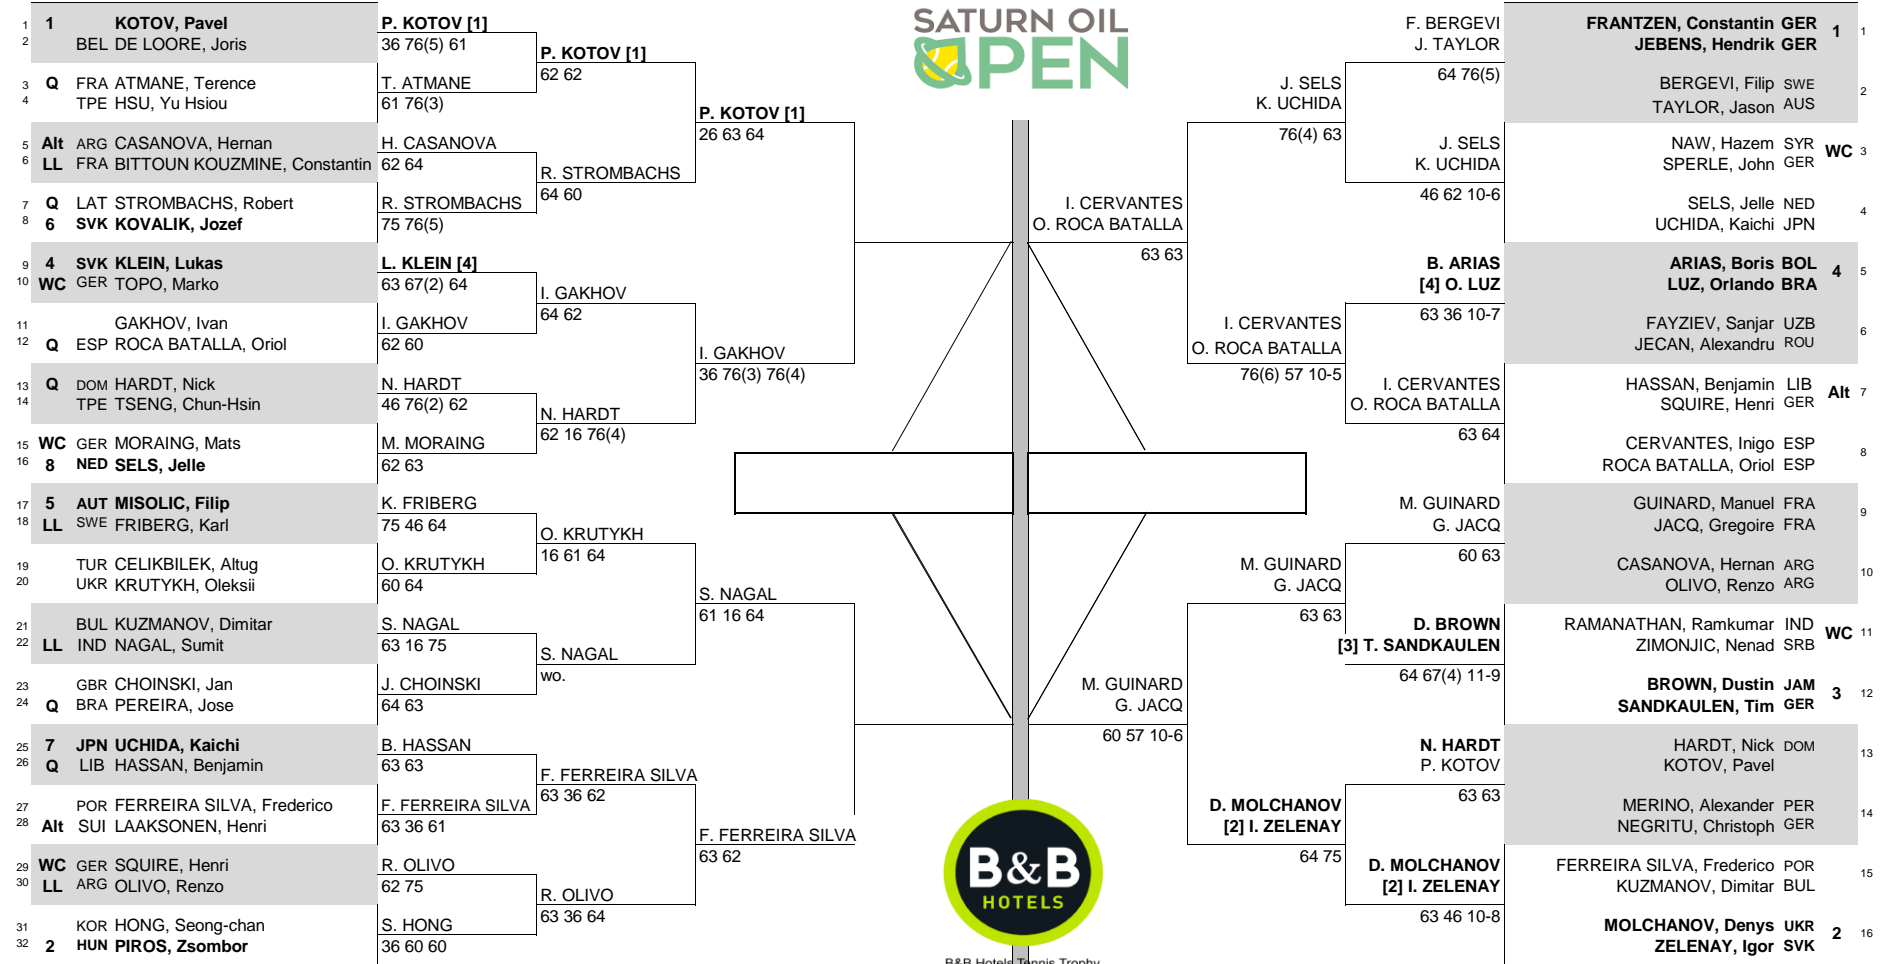 SATURN OIL
OPEN
1 1 KOTOV, Pavel
2 BEL DE LOORE, Joris
3 Q FRA ATMANE, Terence
4 TPE HSU, Yu Hsiou
5 Alt ARG CASANOVA, Hernan
6 LL FRA BITTOUN KOUZMINE, Constantin
7 Q LAT STROMBACHS, Robert
8 6 SVK KOVALIK, Jozef
9 4 SVK KLEIN, Lukas
10 WC GER TOPO, Marko
11 GAKHOV, Ivan
12 Q ESP ROCA BATALLA, Oriol
13 Q DOM HARDT, Nick
14 TPE TSENG, Chun-Hsin
15 WC GER MORAING, Mats
16 8 NED SELS, Jelle
17 5 AUT MISOLIC, Filip
18 LL SWE FRIBERG, Karl
19 TUR CELIKBILEK, Altug
20 UKR KRUTYKH, Oleksii
21 BUL KUZMANOV, Dimitar
22 LL IND NAGAL, Sumit
23 GBR CHOINSKI, Jan
24 Q BRA PEREIRA, Jose
25 7 JPN UCHIDA, Kaichi
26 Q LIB HASSAN, Benjamin
27 POR FERREIRA SILVA, Frederico
28 Alt SUI LAAKSONEN, Henri
29 WC GER SQUIRE, Henri
30 LL ARG OLIVO, Renzo
31 KOR HONG, Seong-chan
32 2 HUN PIROS, Zsombor
P. KOTOV [1]
36 76(5) 61
T. ATMANE
61 76(3)
H. CASANOVA
62 64
R. STROMBACHS
75 76(5)
L. KLEIN [4]
63 67(2) 64
I. GAKHOV
62 60
N. HARDT
46 76(2) 62
M. MORAING
62 63
K. FRIBERG
75 46 64
O. KRUTYKH
60 64
S. NAGAL
63 16 75
J. CHOINSKI
64 63
B. HASSAN
63 63
F. FERREIRA SILVA
63 36 61
R. OLIVO
62 75
S. HONG
36 60 60
P. KOTOV [1]
62 62
R. STROMBACHS
64 60
I. GAKHOV
64 62
N. HARDT
62 16 76(4)
O. KRUTYKH
16 61 64
S. NAGAL
wo.
F. FERREIRA SILVA
63 36 62
R. OLIVO
63 36 64
P. KOTOV [1]
26 63 64
I. GAKHOV
36 76(3) 76(4)
S. NAGAL
61 16 64
F. FERREIRA SILVA
63 62
B&B
HOTELS
B&B Hotels Tennis Trophy
I. CERVANTES
O. ROCA BATALLA
63 63
M. GUINARD
G. JACQ
60 57 10-6
J. SELS
K. UCHIDA
76(4) 63
I. CERVANTES
O. ROCA BATALLA
76(6) 57 10-5
M. GUINARD
G. JACQ
63 63
D. MOLCHANOV
[2] I. ZELENAY
64 75
F. BERGEVI
J. TAYLOR
64 76(5)
J. SELS
K. UCHIDA
46 62 10-6
B. ARIAS
[4] O. LUZ
63 36 10-7
I. CERVANTES
O. ROCA BATALLA
63 64
M. GUINARD
G. JACQ
60 63
D. BROWN
[3] T. SANDKAULEN
64 67(4) 11-9
N. HARDT
P. KOTOV
63 63
D. MOLCHANOV
[2] I. ZELENAY
63 46 10-8
FRANTZEN, Constantin GER 1 1
JEBENS, Hendrik GER
BERGEVI, Filip SWE 2
TAYLOR, Jason AUS
NAW, Hazem SYR WC 3
SPERLE, John GER
SELS, Jelle NED 4
UCHIDA, Kaichi JPN
ARIAS, Boris BOL 4 5
LUZ, Orlando BRA
FAYZIEV, Sanjar UZB 6
JECAN, Alexandru ROU
HASSAN, Benjamin LIB Alt 7
SQUIRE, Henri GER
CERVANTES, Inigo ESP 8
ROCA BATALLA, Oriol ESP
GUINARD, Manuel FRA 9
JACQ, Gregoire FRA
CASANOVA, Hernan ARG 10
OLIVO, Renzo ARG
RAMANATHAN, Ramkumar IND WC 11
ZIMONJIC, Nenad SRB
BROWN, Dustin JAM 3 12
SANDKAULEN, Tim GER
HARDT, Nick DOM 13
KOTOV, Pavel
MERINO, Alexander PER 14
NEGRITU, Christoph GER
FERREIRA SILVA, Frederico POR 15
KUZMANOV, Dimitar BUL
MOLCHANOV, Denys UKR 2 16
ZELENAY, Igor SVK